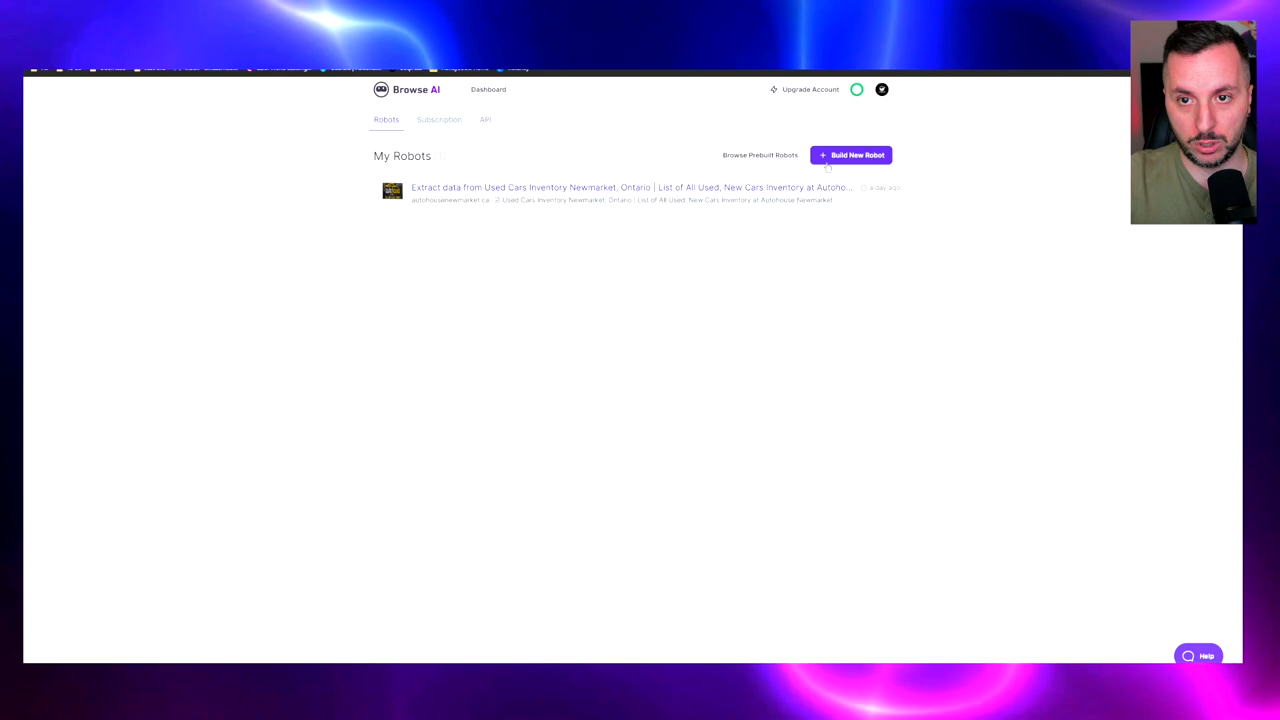 Browse AI
Dashboard
Upgrade Account
Robots
Subscription
API
My Robots
Browse Prebuilt Robots
+ Build New Robot
Extract data from Used Cars Inventory Newmarket, Ontario | List of All Used, New Cars Inventory at Autoho...
a day ago
autohousenewmarket.ca
Used Cars Inventory Newmarket, Ontario | List of All Used, New Cars Inventory at Autohouse Newmarket
Help